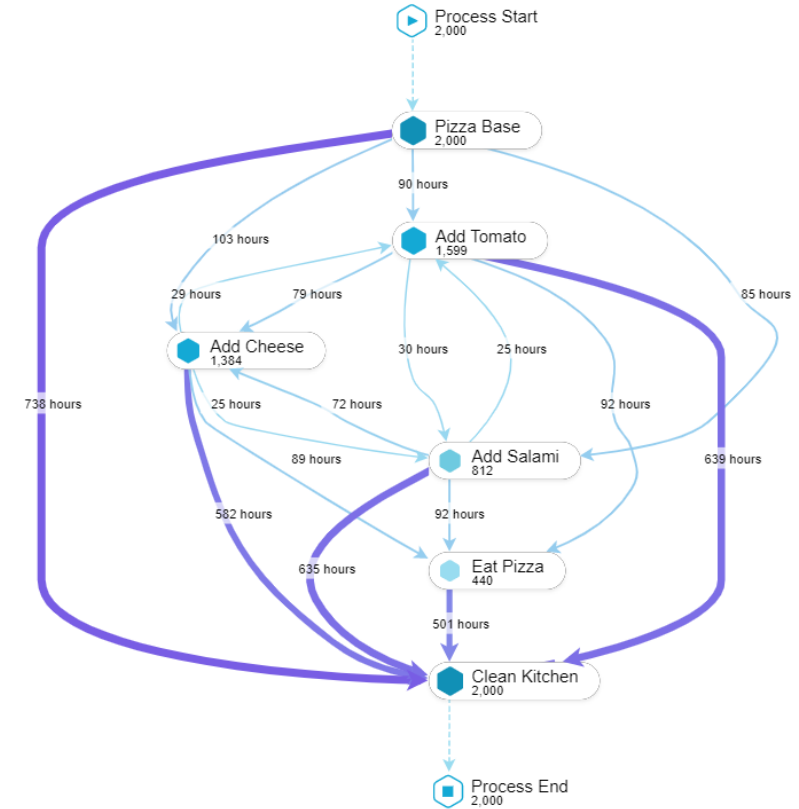 Process Start
2,000
Pizza Base
2,000
90 hours
Add Tomato
1,599
103 hours
29 hours
79 hours
85 hours
Add Cheese
1,384
30 hours
25 hours
738 hours
25 hours
72 hours
92 hours
89 hours
Add Salami
812
639 hours
582 hours
92 hours
635 hours
Eat Pizza
440
501 hours
Clean Kitchen
2,000
Process End
2,000